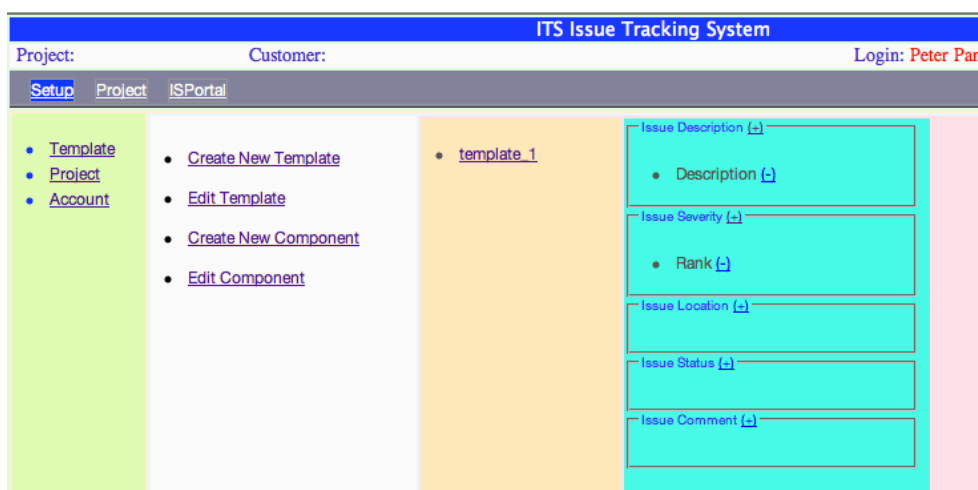 ITS Issue Tracking System
Project: Customer: Login: Peter Pan
Setup Project ISPortal
Template
Project
Account
Create New Template
Edit Template
Create New Component
Edit Component
template_1
Issue Description (+)
Description (-)
Issue Severity (+)
Rank (-)
Issue Location (+)
Issue Status (+)
Issue Comment (+)